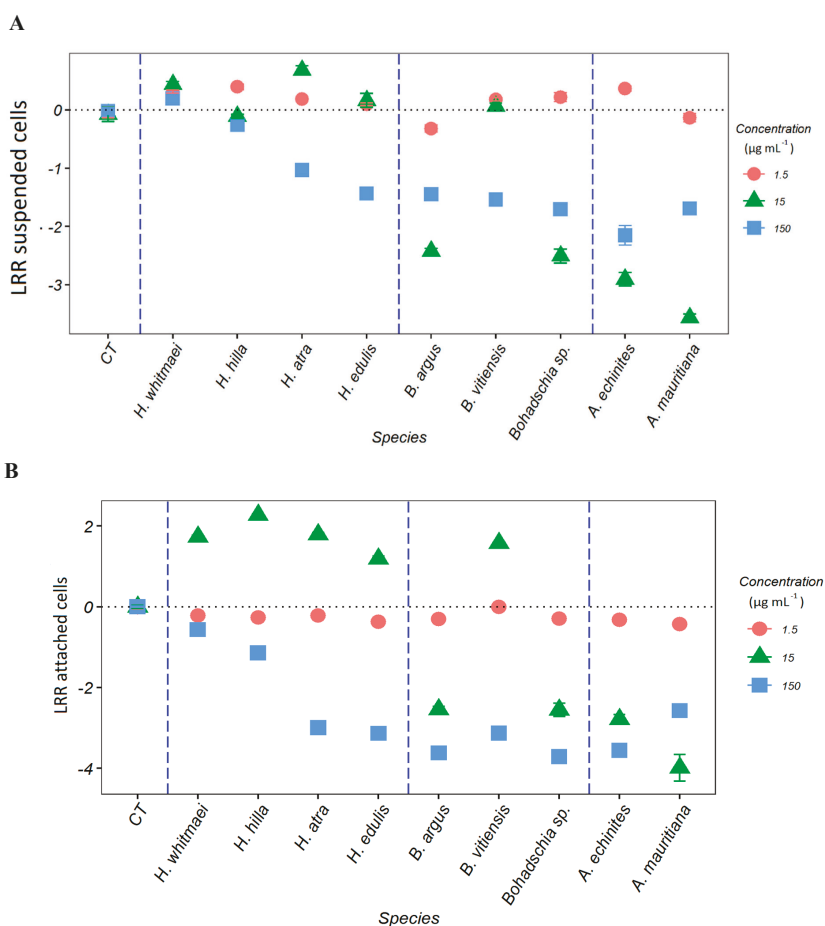 A
LRR suspended cells
0
-1
-2
-3
CT
H. whitmaei
H. hilla
H. atra
H. edulis
B. argus
B. vitiensis
Bohadschia sp.
A. echinites
A. mauritiana
Species
Concentration
(µg mL⁻¹)
1.5
15
150
B
LRR attached cells
2
0
-2
-4
CT
H. whitmaei
H. hilla
H. atra
H. edulis
B. argus
B. vitiensis
Bohadschia sp.
A. echinites
A. mauritiana
Species
Concentration
(µg mL⁻¹)
1.5
15
150